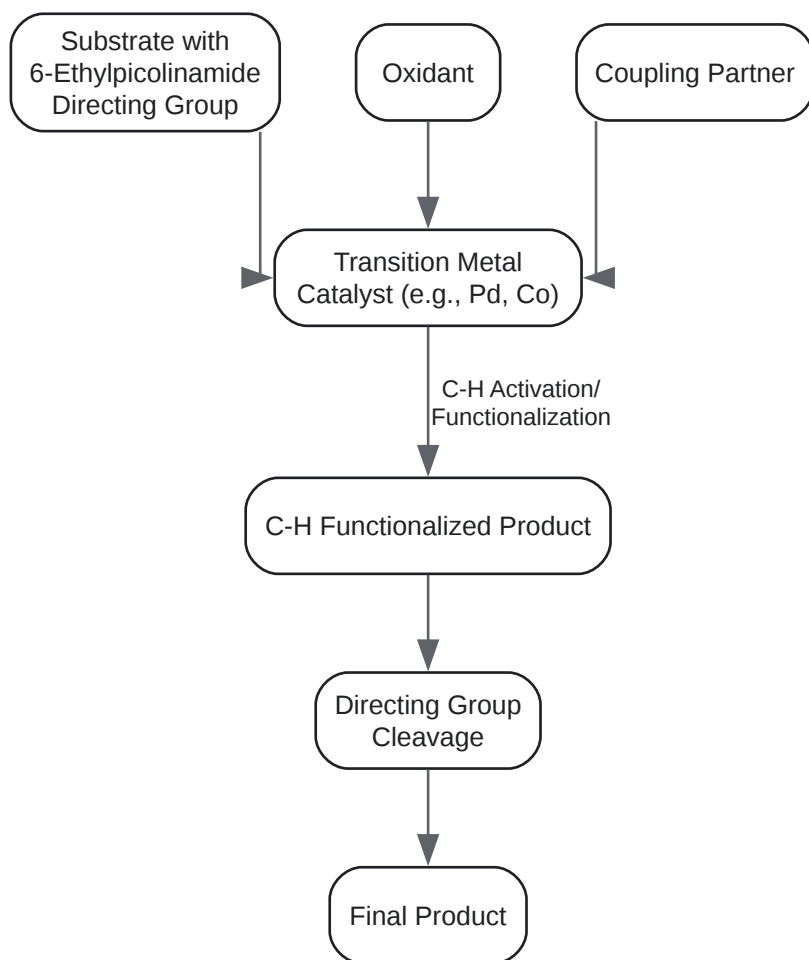 Substrate with
6-Ethylpicolinamide
Directing Group
Oxidant
Coupling Partner
Transition Metal
Catalyst (e.g., Pd, Co)
C-H Activation/
Functionalization
C-H Functionalized Product
Directing Group
Cleavage
Final Product